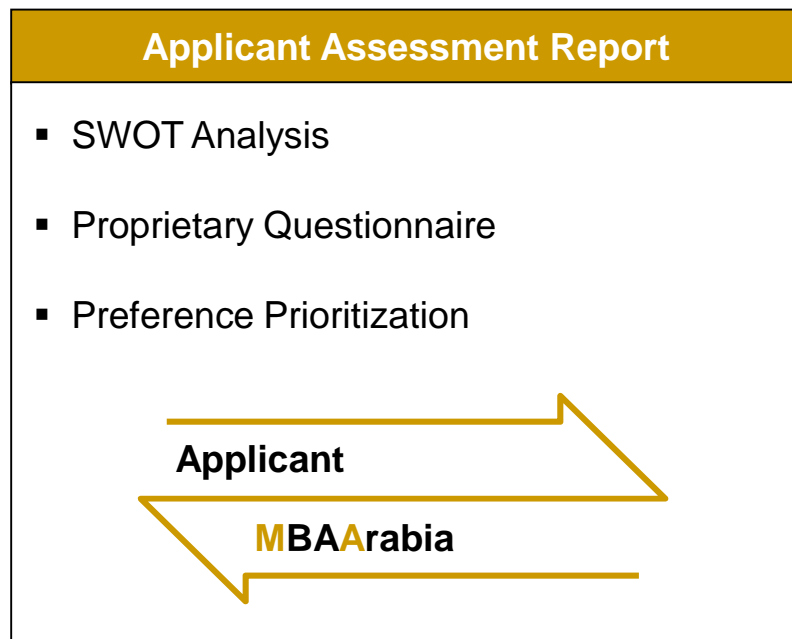 Applicant Assessment Report
▪ SWOT Analysis
▪ Proprietary Questionnaire
▪ Preference Prioritization
Applicant
MBAArabia